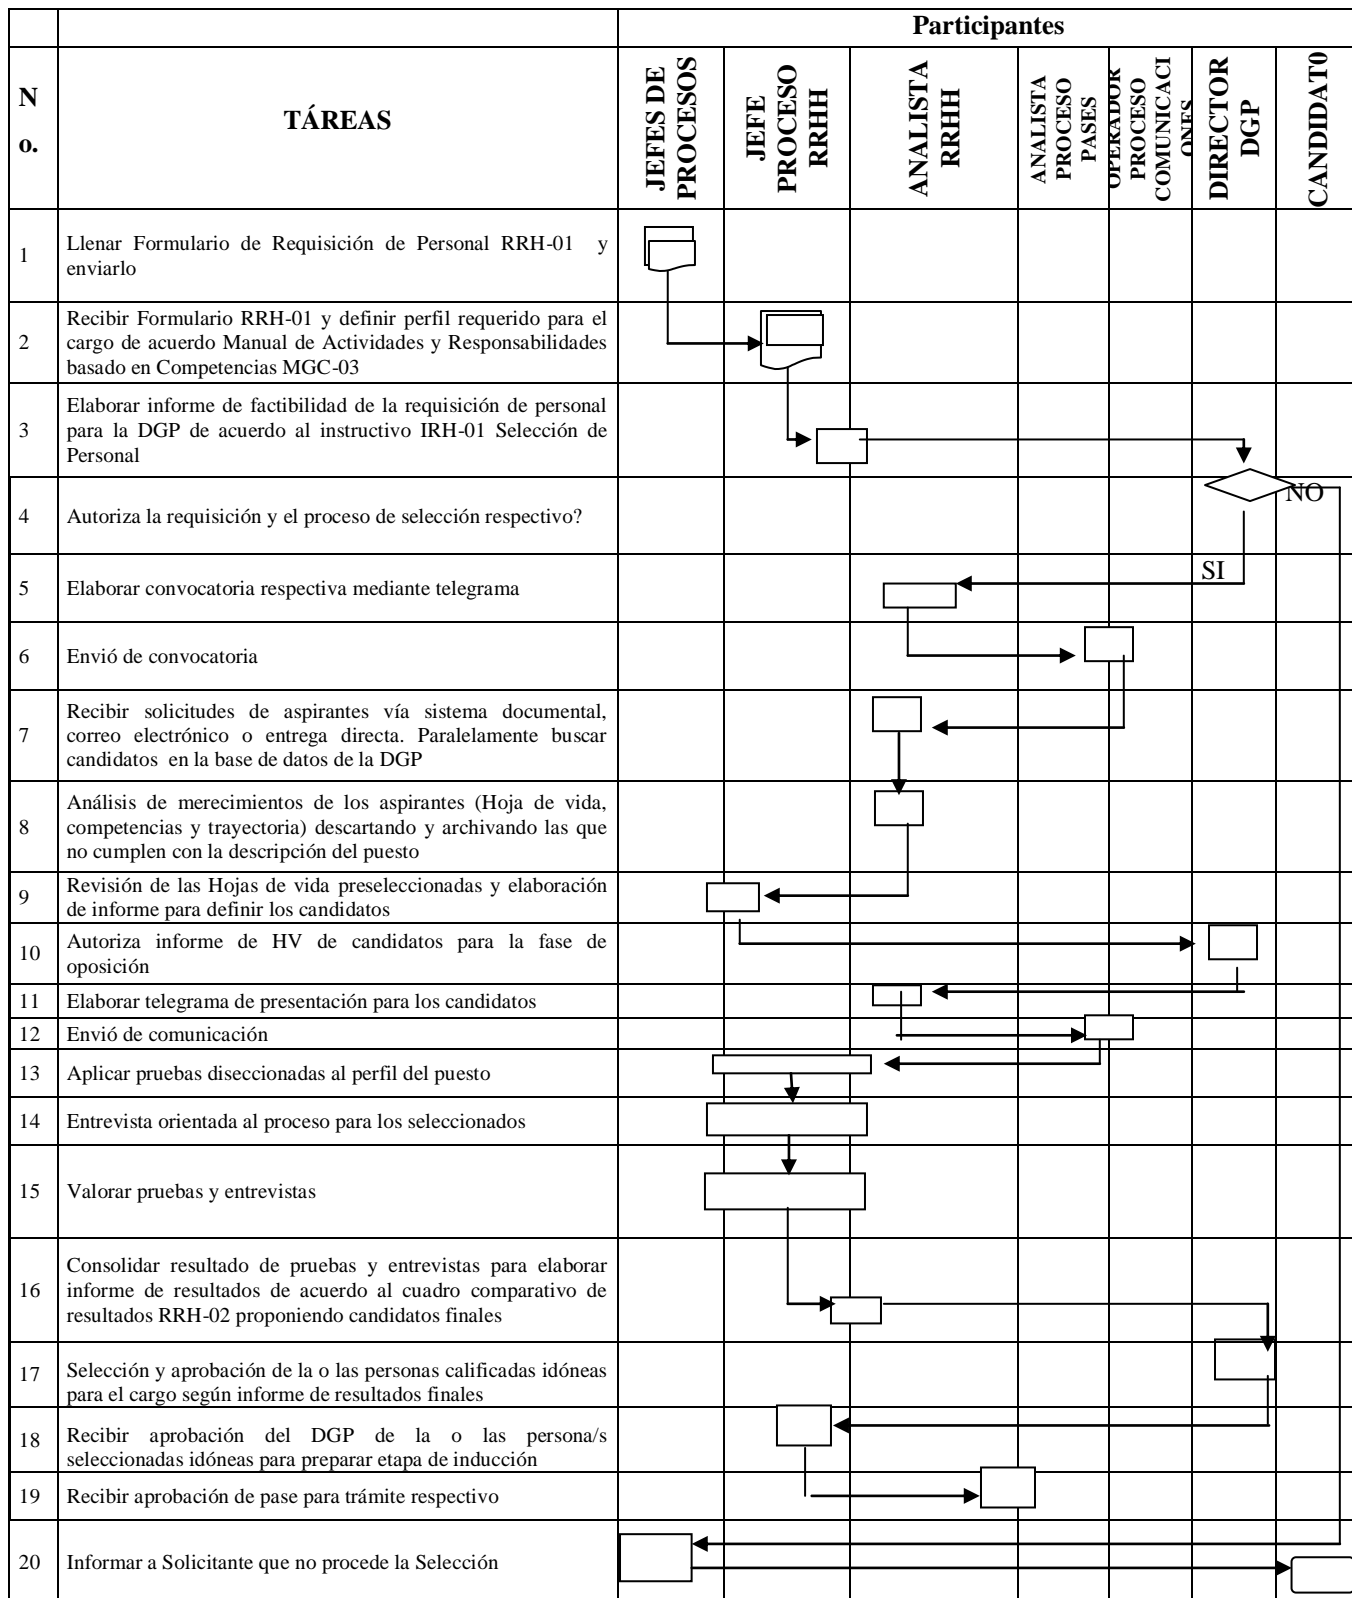 Participantes
N
o.
TÁREAS
JEFES DE
PROCESOS
JEFE
PROCESO
RRHH
ANALISTA
RRHH
ANALISTA
PROCESO
PASES
OPERADOR
PROCESO
COMUNICACI
ONES
DIRECTOR
DGP
CANDIDAT0
1
Llenar Formulario de Requisición de Personal RRH-01 y
enviarlo
2
Recibir Formulario RRH-01 y definir perfil requerido para el
cargo de acuerdo Manual de Actividades y Responsabilidades
basado en Competencias MGC-03
3
Elaborar informe de factibilidad de la requisición de personal
para la DGP de acuerdo al instructivo IRH-01 Selección de
Personal
NO
4
Autoriza la requisición y el proceso de selección respectivo?
SI
5
Elaborar convocatoria respectiva mediante telegrama
6
Envió de convocatoria
7
Recibir solicitudes de aspirantes vía sistema documental,
correo electrónico o entrega directa. Paralelamente buscar
candidatos en la base de datos de la DGP
8
Análisis de merecimientos de los aspirantes (Hoja de vida,
competencias y trayectoria) descartando y archivando las que
no cumplen con la descripción del puesto
9
Revisión de las Hojas de vida preseleccionadas y elaboración
de informe para definir los candidatos
10
Autoriza informe de HV de candidatos para la fase de
oposición
11
Elaborar telegrama de presentación para los candidatos
12
Envió de comunicación
13
Aplicar pruebas diseccionadas al perfil del puesto
14
Entrevista orientada al proceso para los seleccionados
15
Valorar pruebas y entrevistas
16
Consolidar resultado de pruebas y entrevistas para elaborar
informe de resultados de acuerdo al cuadro comparativo de
resultados RRH-02 proponiendo candidatos finales
17
Selección y aprobación de la o las personas calificadas idóneas
para el cargo según informe de resultados finales
18
Recibir aprobación del DGP de la o las persona/s
seleccionadas idóneas para preparar etapa de inducción
19
Recibir aprobación de pase para trámite respectivo
20
Informar a Solicitante que no procede la Selección